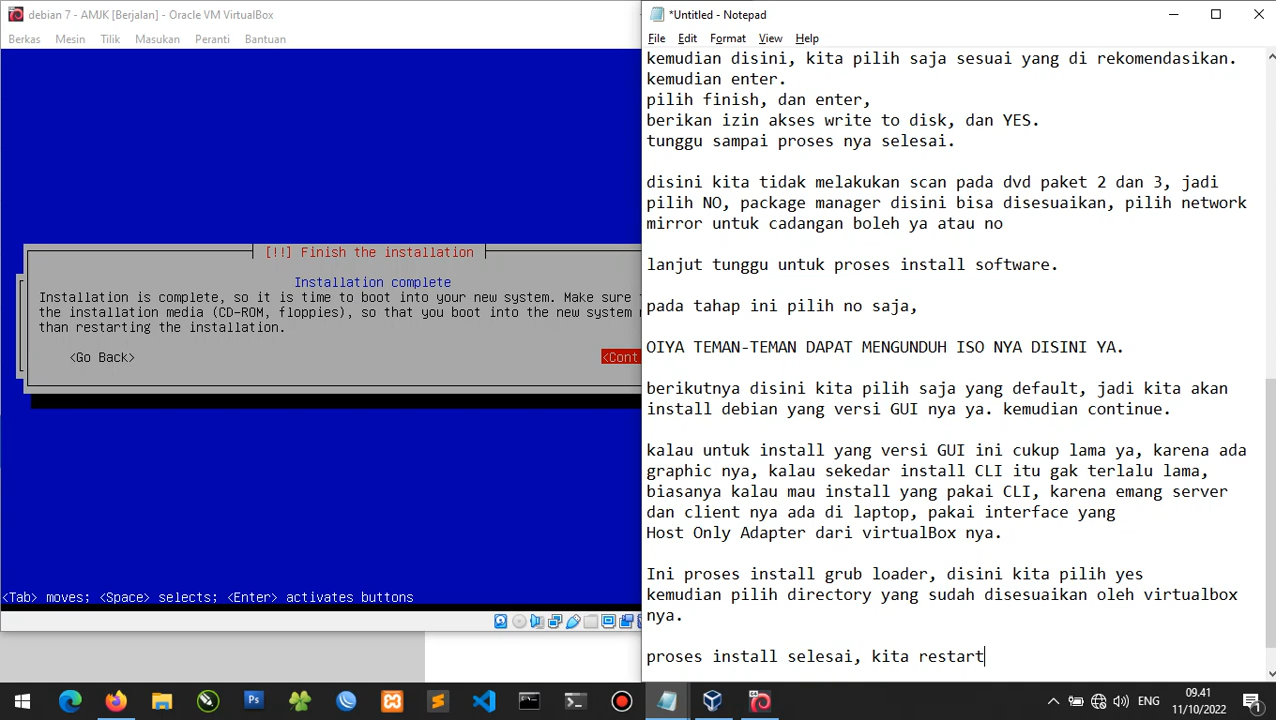 debian 7 - AMJK [Berjalan] - Oracle VM VirtualBox
Berkas Mesin Tilik Masukan Peranti Bantuan
[!!] Finish the installation
Installation complete
Installation is complete, so it is time to boot into your new system. Make sure
the installation media (CD-ROM, floppies), so that you boot into the new system
than restarting the installation.
<Go Back> <Cont
<Tab> moves; <Space> selects; <Enter> activates buttons
*Untitled - Notepad
File Edit Format View Help
kemudian disini, kita pilih saja sesuai yang di rekomendasikan.
kemudian enter.
pilih finish, dan enter,
berikan izin akses write to disk, dan YES.
tunggu sampai proses nya selesai.
disini kita tidak melakukan scan pada dvd paket 2 dan 3, jadi
pilih NO, package manager disini bisa disesuaikan, pilih network
mirror untuk cadangan boleh ya atau no
lanjut tunggu untuk proses install software.
pada tahap ini pilih no saja,
OIYA TEMAN-TEMAN DAPAT MENGUNDUH ISO NYA DISINI YA.
berikutnya disini kita pilih saja yang default, jadi kita akan
install debian yang versi GUI nya ya. kemudian continue.
kalau untuk install yang versi GUI ini cukup lama ya, karena ada
graphic nya, kalau sekedar install CLI itu gak terlalu lama,
biasanya kalau mau install yang pakai CLI, karena emang server
dan client nya ada di laptop, pakai interface yang
Host Only Adapter dari virtualBox nya.
Ini proses install grub loader, disini kita pilih yes
kemudian pilih directory yang sudah disesuaikan oleh virtualbox
nya.
proses install selesai, kita restart
Ps
ENG
09.41
11/10/2022
1